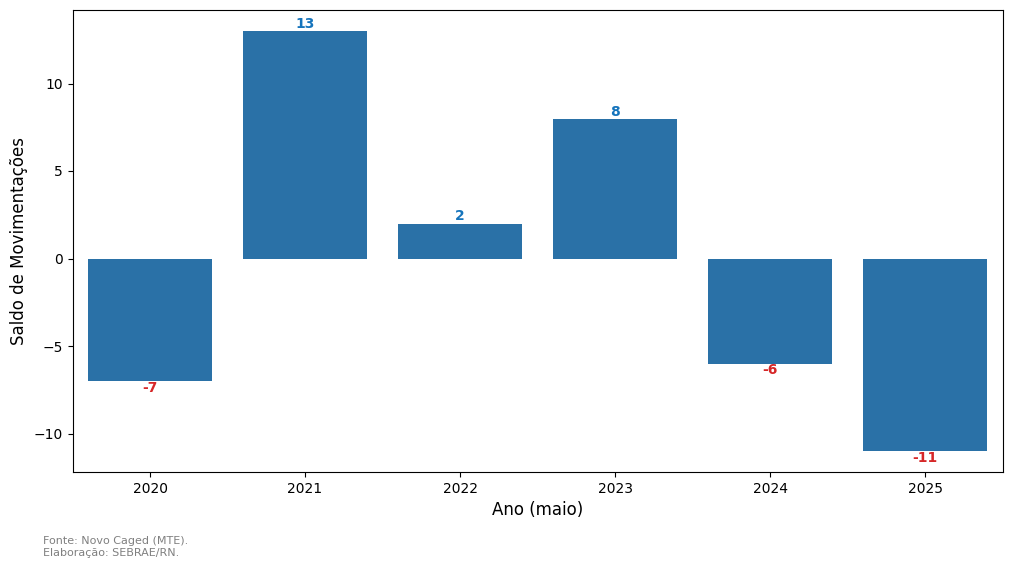 13
8
2
-7
-6
-11
10
5
0
−5
−10
Saldo de Movimentações
2020 2021 2022 2023 2024 2025
Ano (maio)
Fonte: Novo Caged (MTE).
Elaboração: SEBRAE/RN.